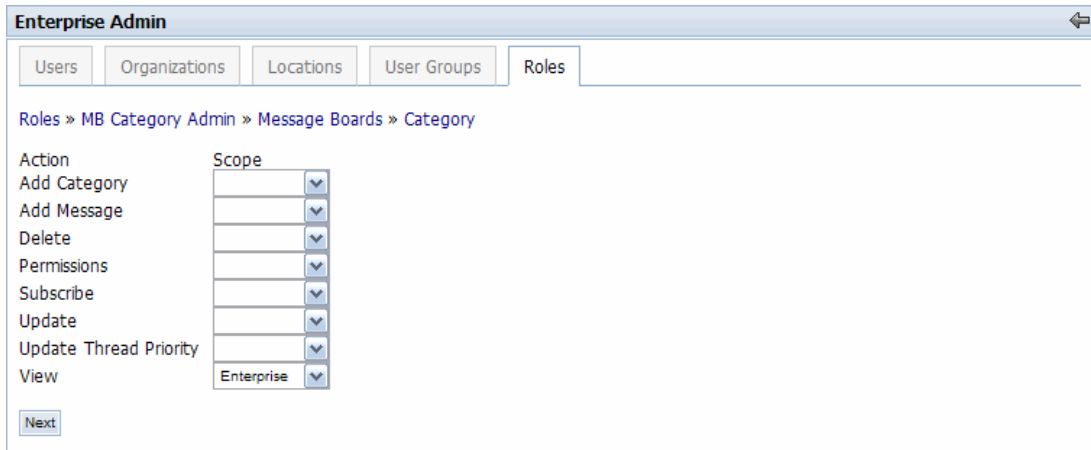 Enterprise Admin
Users Organizations Locations User Groups Roles
Roles » MB Category Admin » Message Boards » Category
Action Scope
Add Category
Add Message
Delete
Permissions
Subscribe
Update
Update Thread Priority
View Enterprise
Next